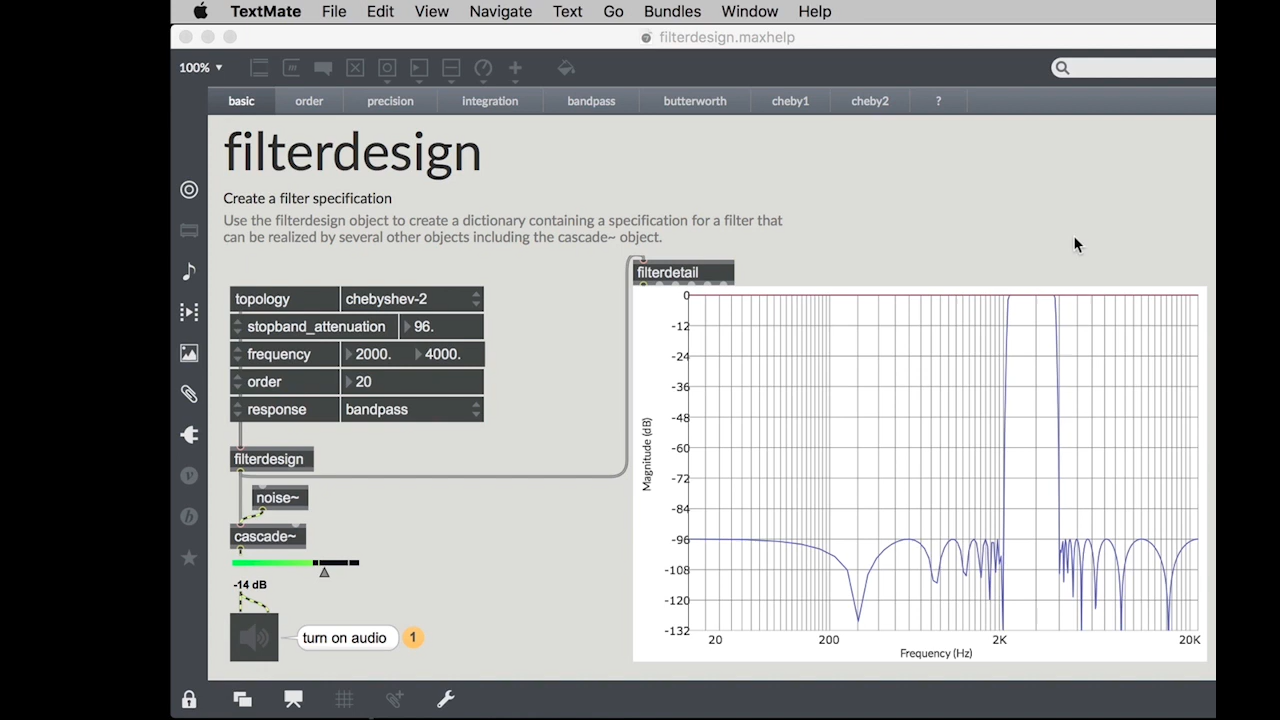 TextMate File Edit View Navigate Text Go Bundles Window Help
filterdesign.maxhelp
100%
basic order precision integration bandpass butterworth cheby1 cheby2 ?
filterdesign
Create a filter specification
Use the filterdesign object to create a dictionary containing a specification for a filter that
can be realized by several other objects including the cascade~ object.
filterdetail
topology chebyshev-2
stopband_attenuation 96.
frequency 2000. 4000.
order 20
response bandpass
filterdesign
noise~
cascade~
-14 dB
turn on audio 1
0
-12
-24
-36
-48
-60
-72
-84
-96
-108
-120
-132
Magnitude (dB)
20 200 2K 20K
Frequency (Hz)